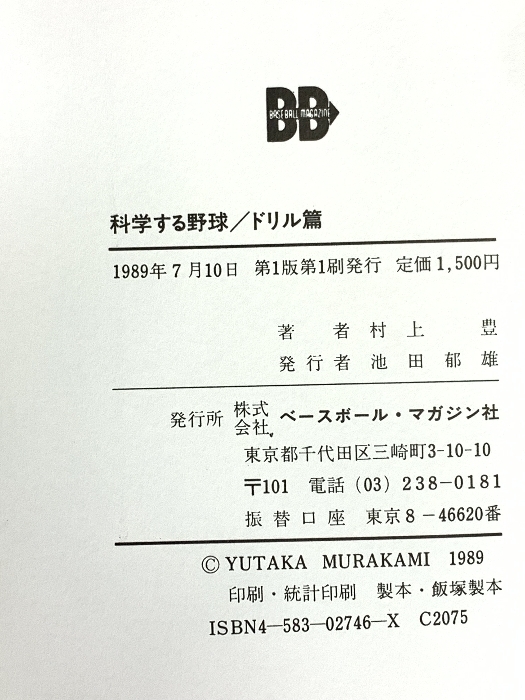 BB
BASEBALL MAGAZINE
科学する野球／ドリル篇
1989年7月10日 第1版第1刷発行 定価1,500円
著者 村上豊
発行者 池田郁雄
発行所 株式会社 ベースボール・マガジン社
東京都千代田区三崎町3-10-10
〒101 電話(03)238-0181
振替口座 東京8-46620番
© YUTAKA MURAKAMI 1989
印刷・統計印刷 製本・飯塚製本
ISBN4-583-02746-X C2075